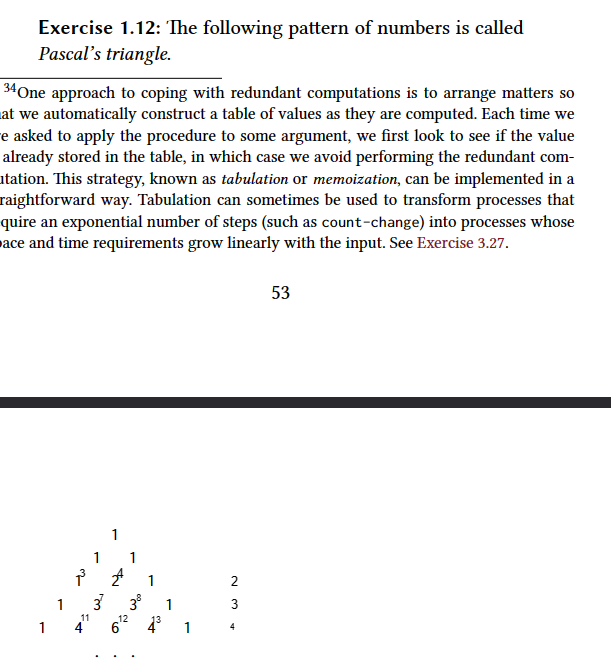 Exercise 1.12: The following pattern of numbers is called
Pascal's triangle.
34One approach to coping with redundant computations is to arrange matters so
at we automatically construct a table of values as they are computed. Each time we
e asked to apply the procedure to some argument, we first look to see if the value
already stored in the table, in which case we avoid performing the redundant com-
utation. This strategy, known as tabulation or memoization, can be implemented in a
raightforward way. Tabulation can sometimes be used to transform processes that
quire an exponential number of steps (such as count-change) into processes whose
ace and time requirements grow linearly with the input. See Exercise 3.27.
53
1
1 1
1 3 2 4 1 2
1 3 7 3 8 1 3
1 4 11 6 12 4 13 1 4
. . .